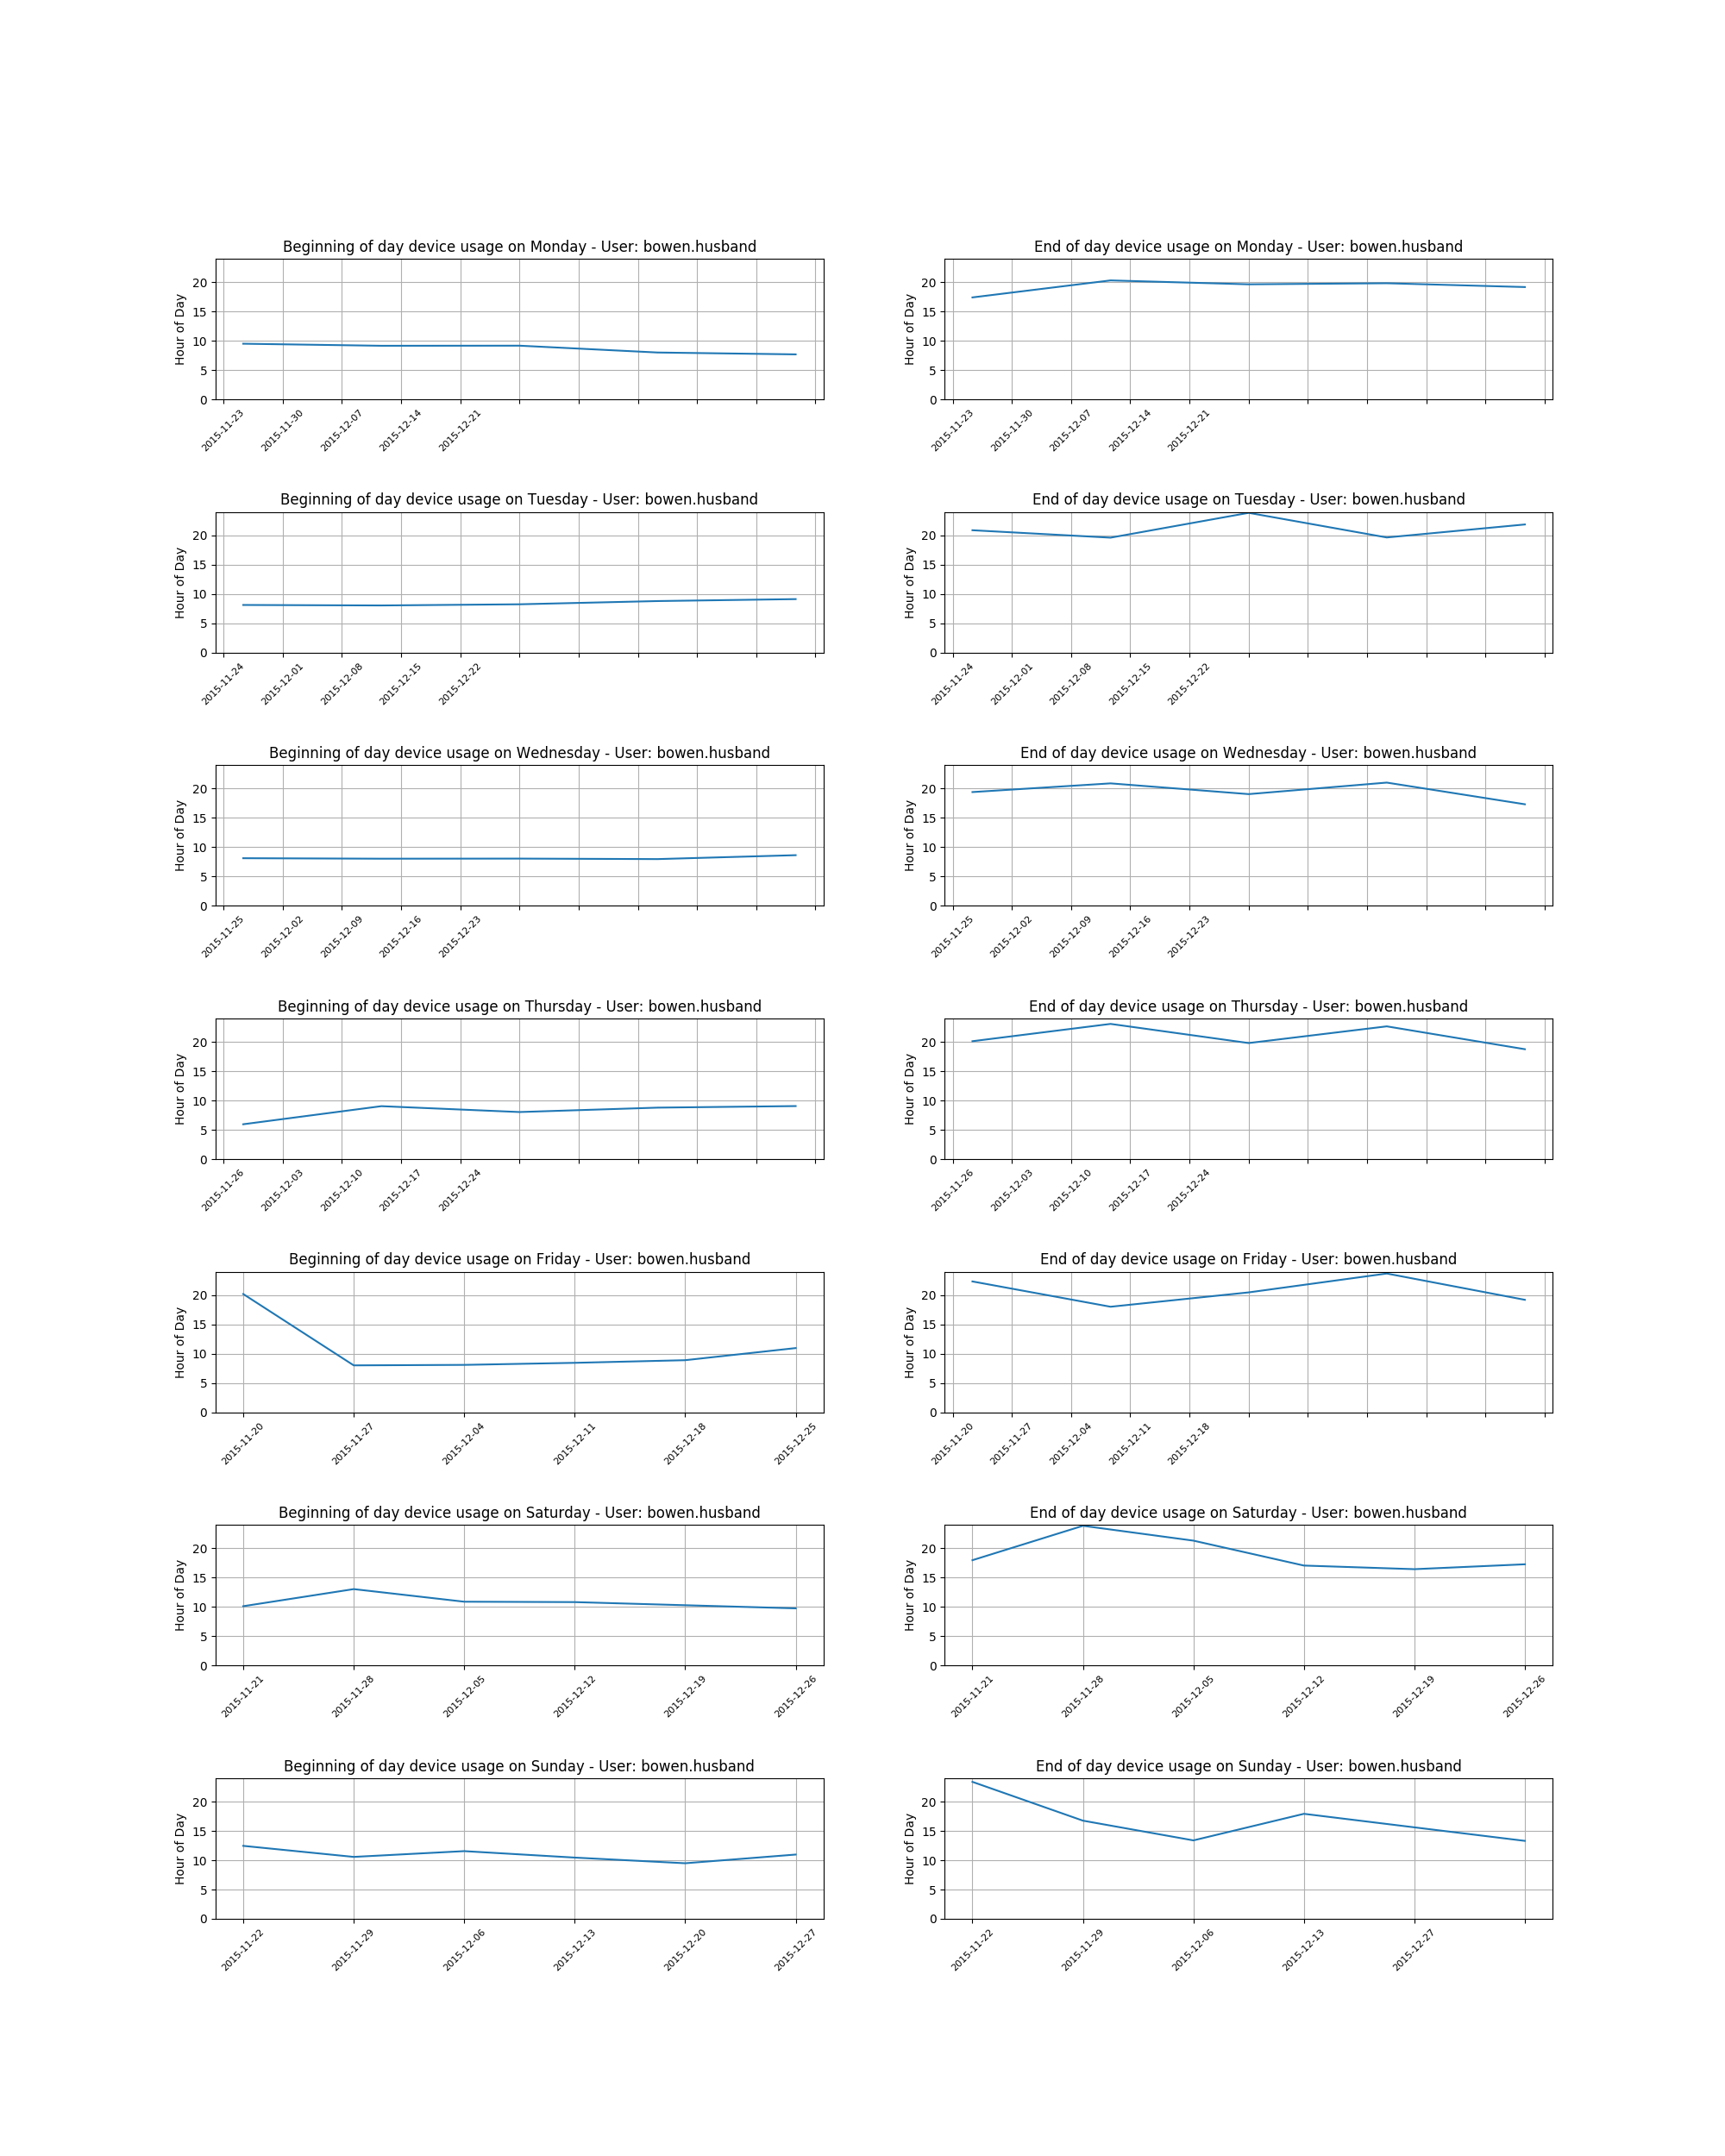 Beginning of day device usage on Monday - User: bowen.husband
Hour of Day
20
15
10
5
0
2015-11-23 2015-11-30 2015-12-07 2015-12-14 2015-12-21
End of day device usage on Monday - User: bowen.husband
Hour of Day
20
15
10
5
0
2015-11-23 2015-11-30 2015-12-07 2015-12-14 2015-12-21
Beginning of day device usage on Tuesday - User: bowen.husband
Hour of Day
20
15
10
5
0
2015-11-24 2015-12-01 2015-12-08 2015-12-15 2015-12-22
End of day device usage on Tuesday - User: bowen.husband
Hour of Day
20
15
10
5
0
2015-11-24 2015-12-01 2015-12-08 2015-12-15 2015-12-22
Beginning of day device usage on Wednesday - User: bowen.husband
Hour of Day
20
15
10
5
0
2015-11-25 2015-12-02 2015-12-09 2015-12-16 2015-12-23
End of day device usage on Wednesday - User: bowen.husband
Hour of Day
20
15
10
5
0
2015-11-25 2015-12-02 2015-12-09 2015-12-16 2015-12-23
Beginning of day device usage on Thursday - User: bowen.husband
Hour of Day
20
15
10
5
0
2015-11-26 2015-12-03 2015-12-10 2015-12-17 2015-12-24
End of day device usage on Thursday - User: bowen.husband
Hour of Day
20
15
10
5
0
2015-11-26 2015-12-03 2015-12-10 2015-12-17 2015-12-24
Beginning of day device usage on Friday - User: bowen.husband
Hour of Day
20
15
10
5
0
2015-11-20 2015-11-27 2015-12-04 2015-12-11 2015-12-18 2015-12-25
End of day device usage on Friday - User: bowen.husband
Hour of Day
20
15
10
5
0
2015-11-20 2015-11-27 2015-12-04 2015-12-11 2015-12-18
Beginning of day device usage on Saturday - User: bowen.husband
Hour of Day
20
15
10
5
0
2015-11-21 2015-11-28 2015-12-05 2015-12-12 2015-12-19 2015-12-26
End of day device usage on Saturday - User: bowen.husband
Hour of Day
20
15
10
5
0
2015-11-21 2015-11-28 2015-12-05 2015-12-12 2015-12-19 2015-12-26
Beginning of day device usage on Sunday - User: bowen.husband
Hour of Day
20
15
10
5
0
2015-11-22 2015-11-29 2015-12-06 2015-12-13 2015-12-20 2015-12-27
End of day device usage on Sunday - User: bowen.husband
Hour of Day
20
15
10
5
0
2015-11-22 2015-11-29 2015-12-06 2015-12-13 2015-12-27